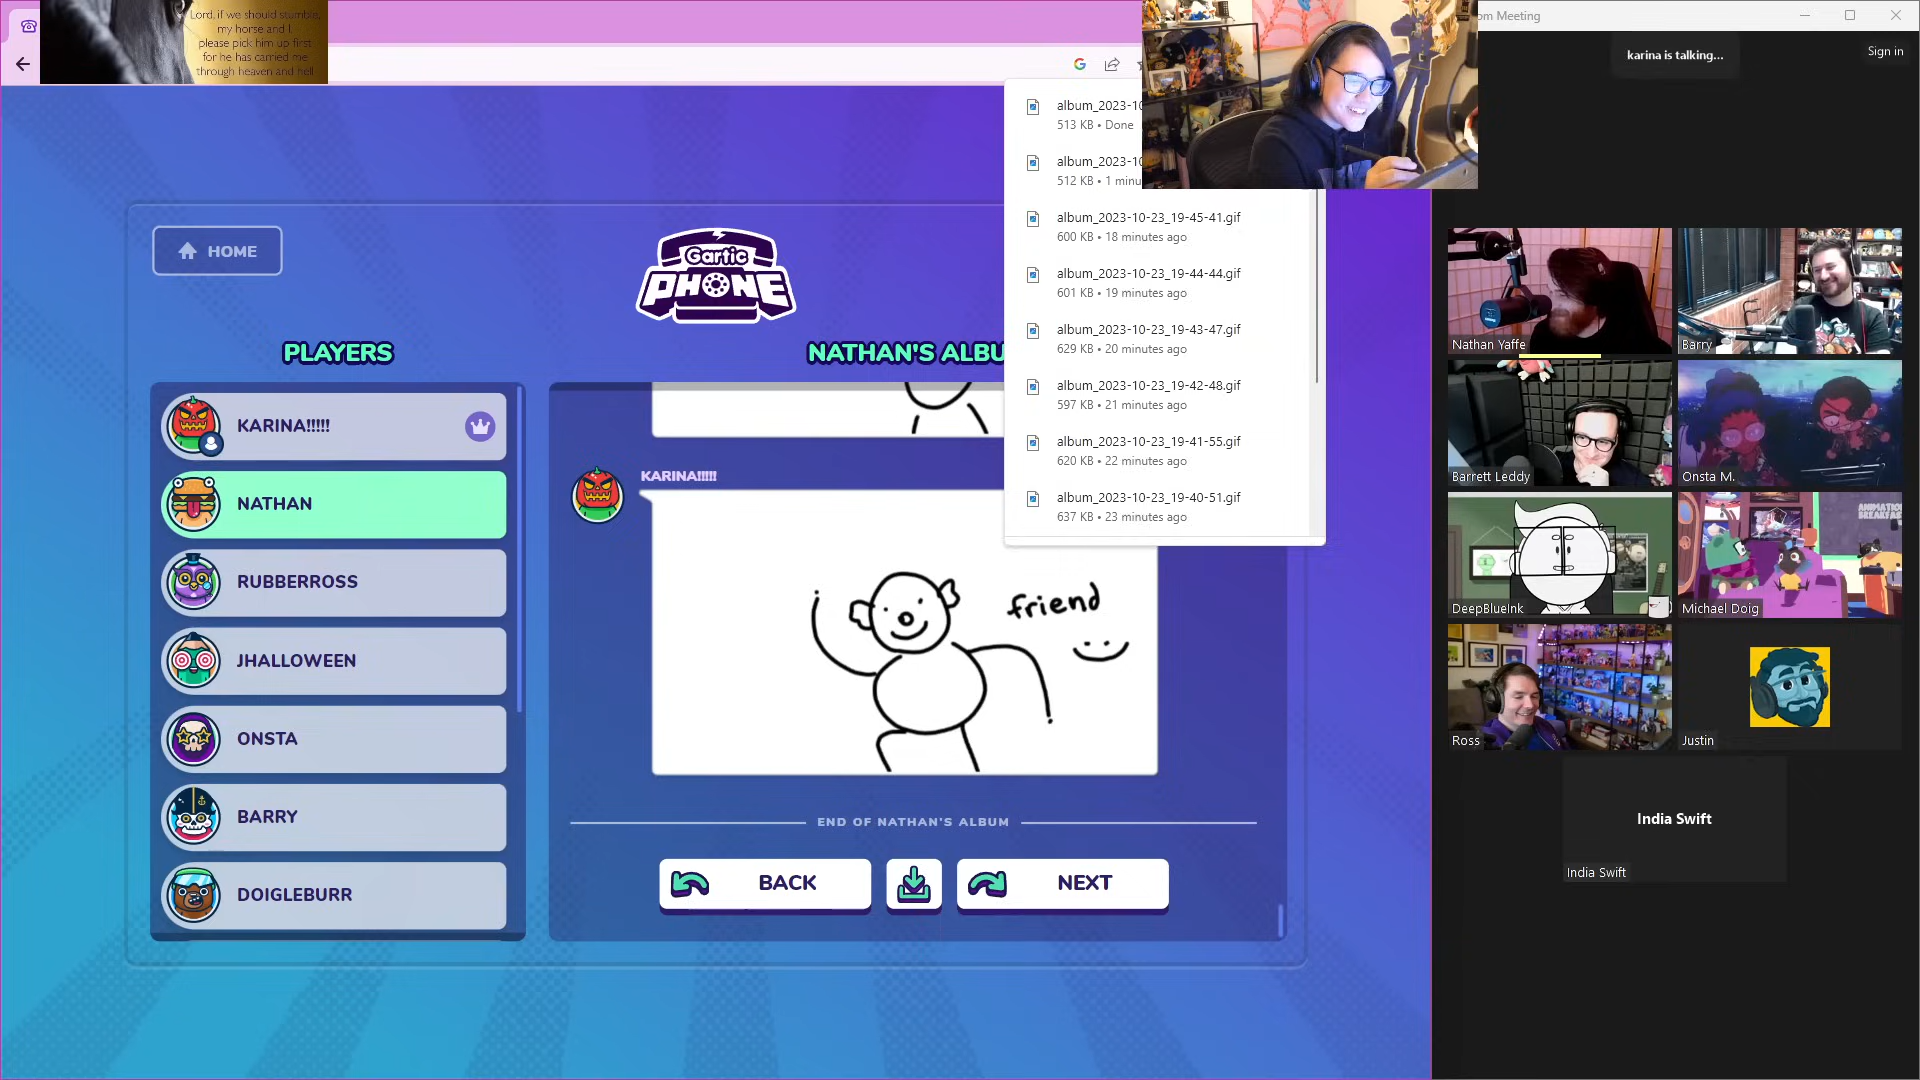 Lord, if we should stumble,
my horse and I,
please pick him up first
for he has carried me
through heaven and hell
Meeting
karina is talking...
Sign in
album_2023-10
513 KB • Done
album_2023-10
512 KB • 1 minu
album_2023-10-23_19-45-41.gif
600 KB • 18 minutes ago
album_2023-10-23_19-44-44.gif
601 KB • 19 minutes ago
album_2023-10-23_19-43-47.gif
629 KB • 20 minutes ago
album_2023-10-23_19-42-48.gif
597 KB • 21 minutes ago
album_2023-10-23_19-41-55.gif
620 KB • 22 minutes ago
album_2023-10-23_19-40-51.gif
637 KB • 23 minutes ago
HOME
Gartic
PHONE
PLAYERS
KARINA!!!!!
NATHAN
RUBBERROSS
JHALLOWEEN
ONSTA
BARRY
DOIGLEBURR
NATHAN'S ALBU
KARINA!!!!!
friend
END OF NATHAN'S ALBUM
BACK
NEXT
Nathan Yaffe
Barry
Barrett Leddy
Onsta M.
DeepBlueInk
ANIMATION
BREAKFAST
Michael Doig
Ross
Justin
India Swift
India Swift